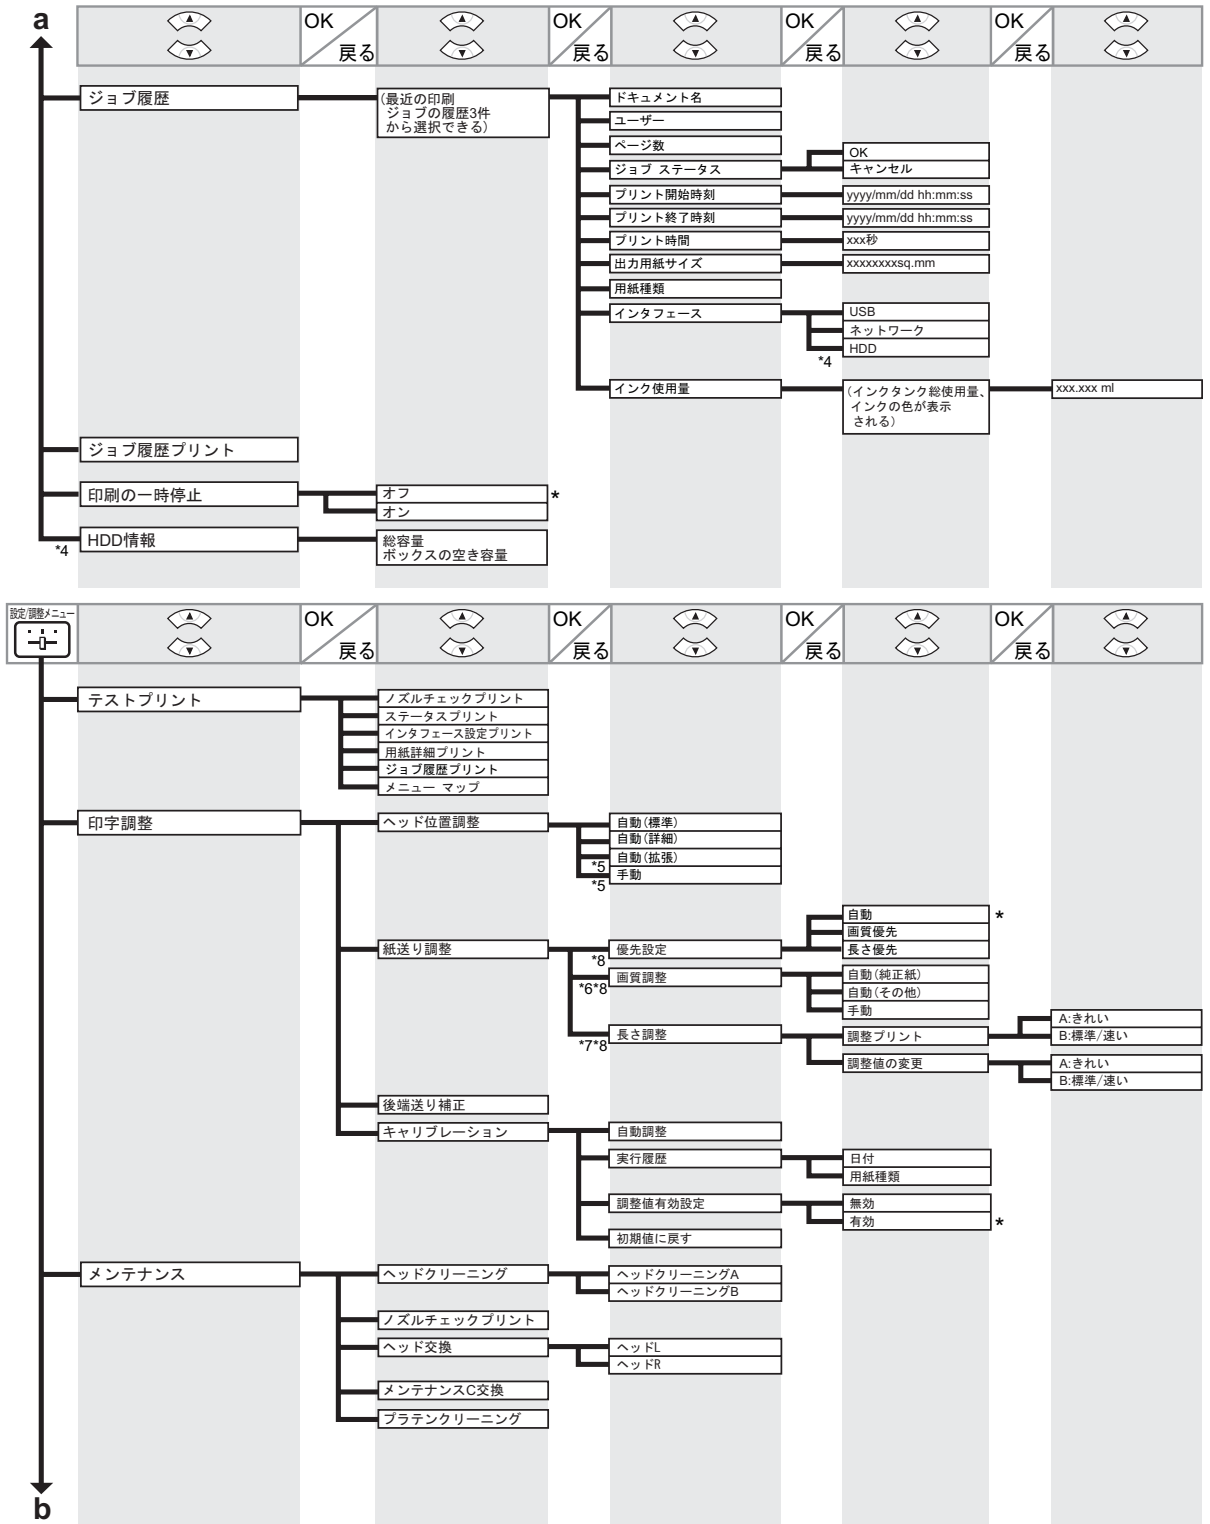 a
OK
戻る
OK
戻る
OK
戻る
OK
戻る
ジョブ履歴
(最近の印刷
ジョブの履歴3件
から選択できる)
ドキュメント名
ユーザー
ページ数
ジョブ ステータス
OK
キャンセル
プリント開始時刻
yyyy/mm/dd hh:mm:ss
プリント終了時刻
yyyy/mm/dd hh:mm:ss
プリント時間
xxx秒
出力用紙サイズ
xxxxxxxxsq.mm
用紙種類
インタフェース
USB
ネットワーク
*4
HDD
インク使用量
(インクタンク総使用量、
インクの色が表示
される)
xxx.xxx ml
ジョブ履歴プリント
印刷の一時停止
オフ
*
オン
*4
HDD情報
総容量
ボックスの空き容量
設定/調整メニュー
OK
戻る
OK
戻る
OK
戻る
OK
戻る
テストプリント
ノズルチェックプリント
ステータスプリント
インタフェース設定プリント
用紙詳細プリント
ジョブ履歴プリント
メニュー マップ
印字調整
ヘッド位置調整
自動(標準)
自動(詳細)
*5
自動(拡張)
*5
手動
紙送り調整
*8
優先設定
自動
*
画質優先
長さ優先
*6*8
画質調整
自動(純正紙)
自動(その他)
手動
*7*8
長さ調整
調整プリント
A:きれい
B:標準/速い
調整値の変更
A:きれい
B:標準/速い
後端送り補正
キャリブレーション
自動調整
実行履歴
日付
用紙種類
調整値有効設定
無効
有効
*
初期値に戻す
メンテナンス
ヘッドクリーニング
ヘッドクリーニングA
ヘッドクリーニングB
ノズルチェックプリント
ヘッド交換
ヘッドL
ヘッドR
メンテナンスC交換
プラテンクリーニング
b